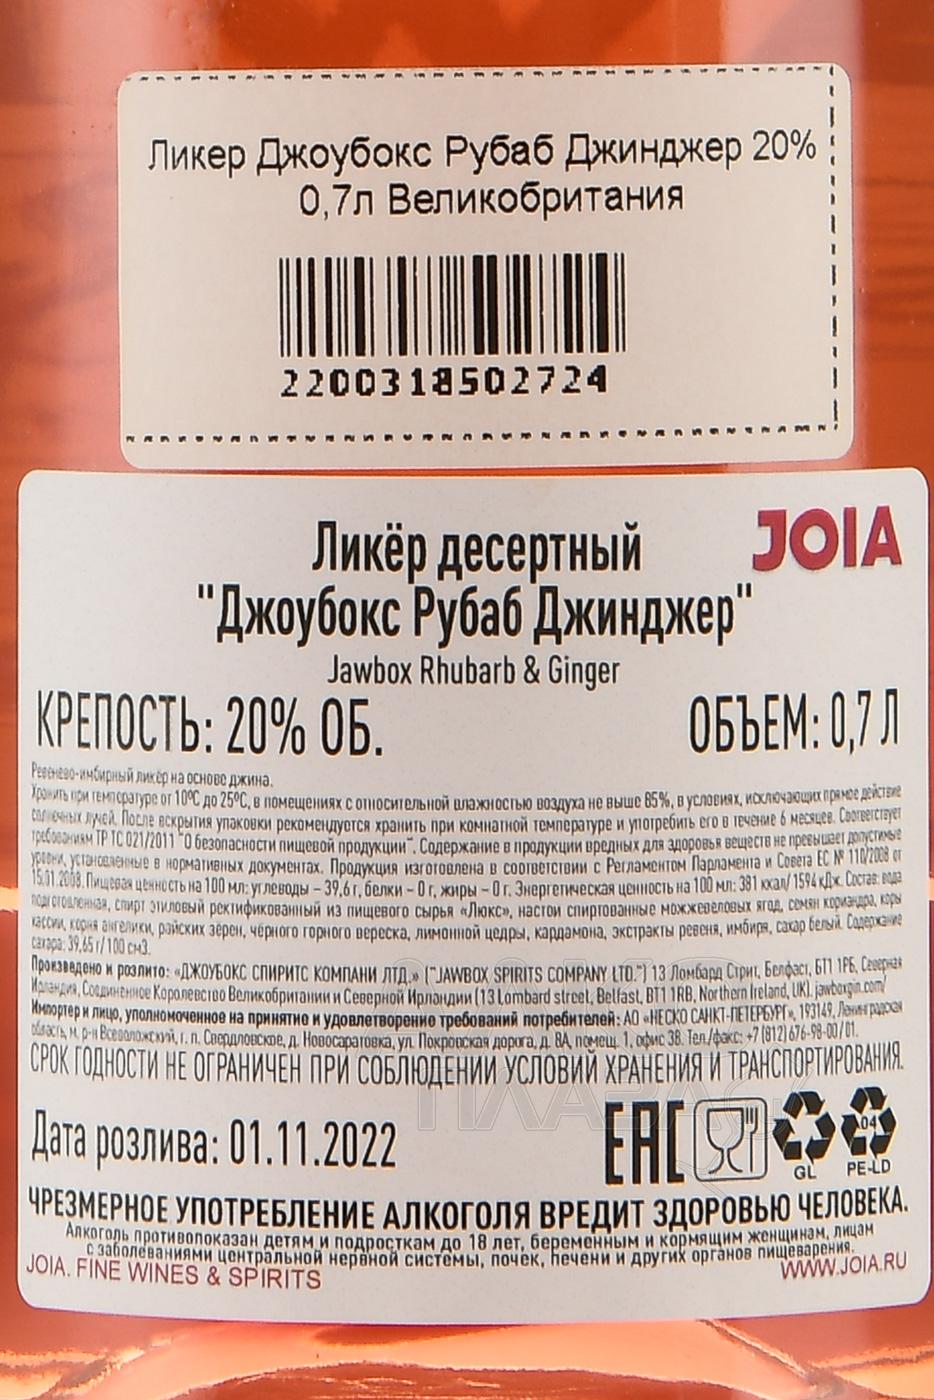 Ликер Джоубокс Рубаб Джинджер 20%
0,7л Великобритания
2200318502724
JOIA
Ликёр десертный
"Джоубокс Рубаб Джинджер"
Jawbox Rhubarb & Ginger
КРЕПОСТЬ: 20% ОБ. ОБЪЕМ: 0,7 Л
Ревенево-имбирный ликёр на основе джина.
Хранить при температуре от 10ºС до 25ºС, в помещениях с относительной влажностью воздуха не выше 85%, в условиях, исключающих прямое действие
солнечных лучей. После вскрытия упаковки рекомендуется хранить при комнатной температуре и употребить его в течение 6 месяцев. Соответствует
требованиям ТР ТС 021/2011 "О безопасности пищевой продукции". Содержание в продукции вредных для здоровья веществ не превышает допустимые
уровни, установленные в нормативных документах. Продукция изготовлена в соответствии с Регламентом Парламента и Совета ЕС № 110/2008 от
15.01.2008. Пищевая ценность на 100 мл: углеводы – 39,6 г, белки – 0 г, жиры – 0 г. Энергетическая ценность на 100 мл: 381 ккал/ 1594 кДж. Состав: вода
подготовленная, спирт этиловый ректификованный из пищевого сырья «Люкс», настои спиртованные можжевеловых ягод, семян кориандра, коры
кассии, корня ангелики, райских зёрен, чёрного горного вереска, лимонной цедры, кардамона, экстракты ревеня, имбиря, сахар белый. Содержание
сахара: 39,65 г/100 см3.
Произведено и розлито: «ДЖОУБОКС СПИРИТС КОМПАНИ ЛТД.» ("JAWBOX SPIRITS COMPANY LTD.") 13 Ломбард Стрит, Белфаст, БТ1 1РБ, Северная
Ирландия, Соединенное Королевство Великобритании и Северной Ирландии (13 Lombard street, Belfast, BT1 1RB, Northern Ireland, UK). jawboxgin.com/
Импортер и лицо, уполномоченное на принятие и удовлетворение требований потребителей: АО «НЕСКО САНКТ-ПЕТЕРБУРГ», 193149, Ленинградская
область, м. р-н Всеволожский, г. п. Свердловское, д. Новосаратовка, ул. Покровская дорога, д. 8А, помещ. 1, офис 38. Тел./факс: +7 (812) 676-98-00/01.
СРОК ГОДНОСТИ НЕ ОГРАНИЧЕН ПРИ СОБЛЮДЕНИИ УСЛОВИЙ ХРАНЕНИЯ И ТРАНСПОРТИРОВАНИЯ.
Дата розлива: 01.11.2022
EAC
GL
04
PE-LD
ЧРЕЗМЕРНОЕ УПОТРЕБЛЕНИЕ АЛКОГОЛЯ ВРЕДИТ ЗДОРОВЬЮ ЧЕЛОВЕКА.
Алкоголь противопоказан детям и подросткам до 18 лет, беременным и кормящим женщинам, лицам
с заболеваниями центральной нервной системы, почек, печени и других органов пищеварения.
JOIA. FINE WINES & SPIRITS WWW.JOIA.RU